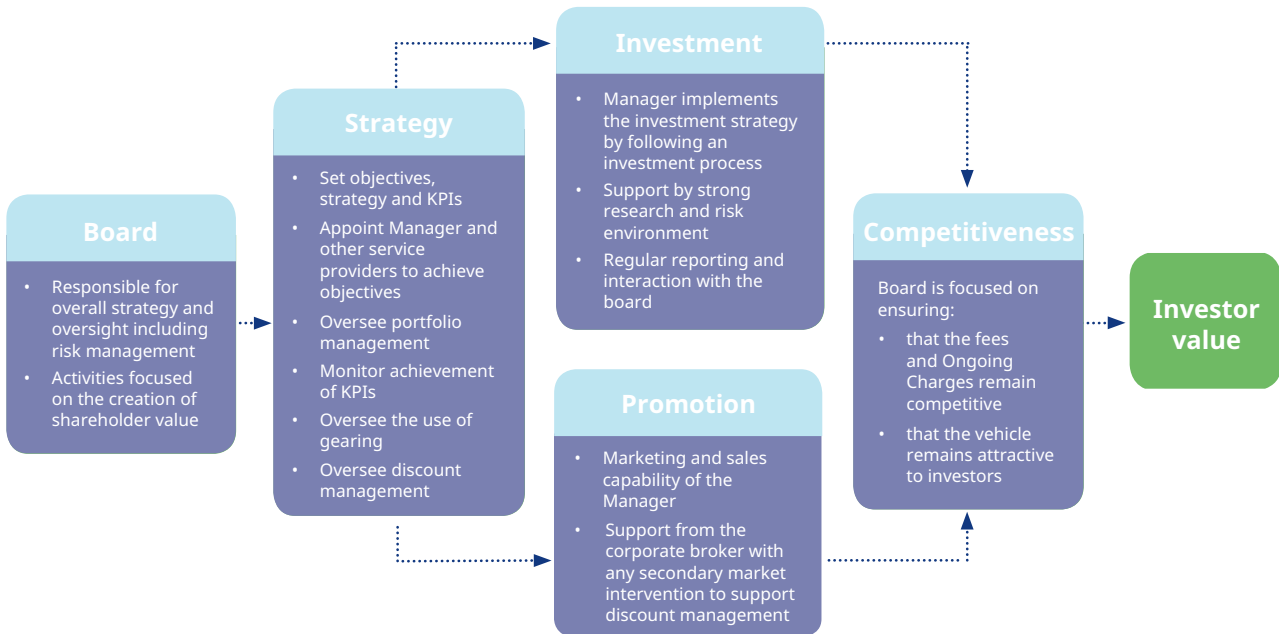 Board
• Responsible for
overall strategy and
oversight including
risk management
• Activities focused
on the creation of
shareholder value
Strategy
• Set objectives,
strategy and KPIs
• Appoint Manager and
other service
providers to achieve
objectives
• Oversee portfolio
management
• Monitor achievement
of KPIs
• Oversee the use of
gearing
• Oversee discount
management
Investment
• Manager implements
the investment strategy
by following an
investment process
• Support by strong
research and risk
environment
• Regular reporting and
interaction with the
board
Promotion
• Marketing and sales
capability of the
Manager
• Support from the
corporate broker with
any secondary market
intervention to support
discount management
Competitiveness
Board is focused on
ensuring:
• that the fees
and Ongoing
Charges remain
competitive
• that the vehicle
remains attractive
to investors
Investor
value